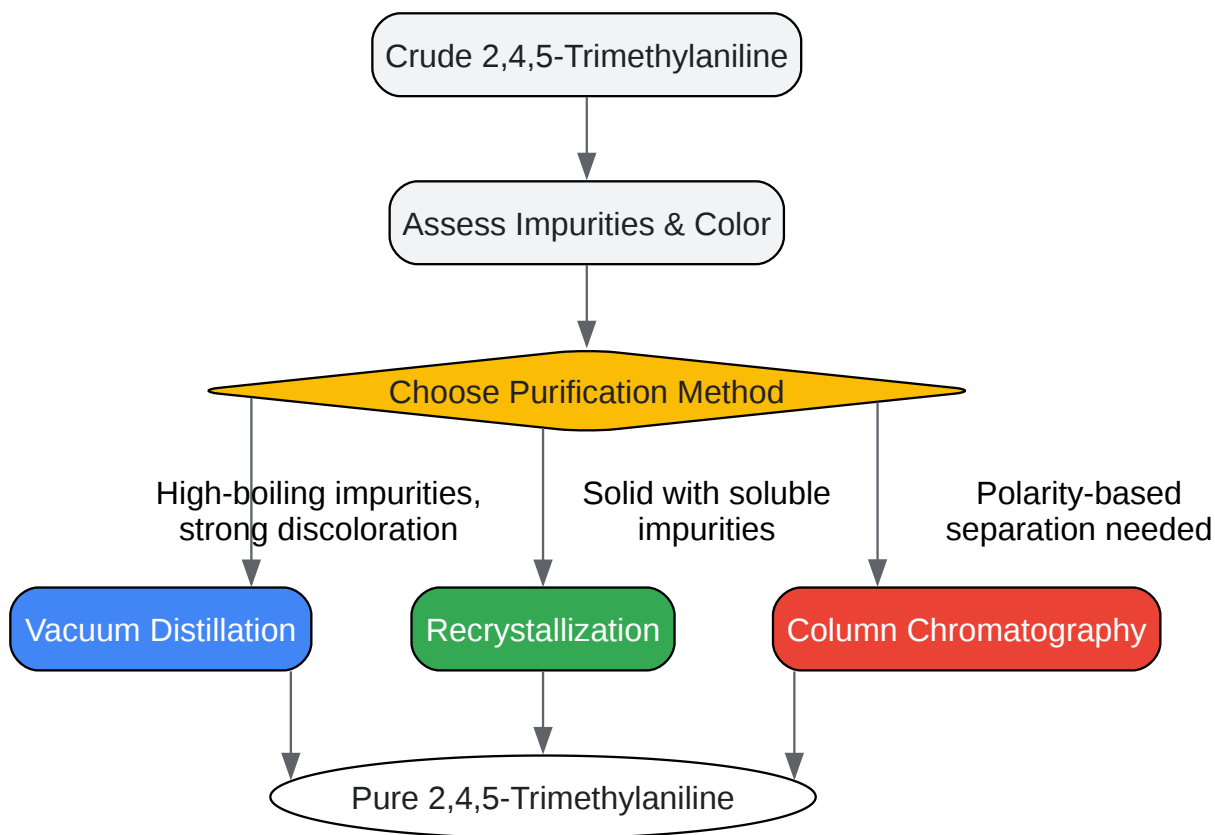 Crude 2,4,5-Trimethylaniline
Assess Impurities & Color
Choose Purification Method
High-boiling impurities,
strong discoloration
Solid with soluble
impurities
Polarity-based
separation needed
Vacuum Distillation
Recrystallization
Column Chromatography
Pure 2,4,5-Trimethylaniline